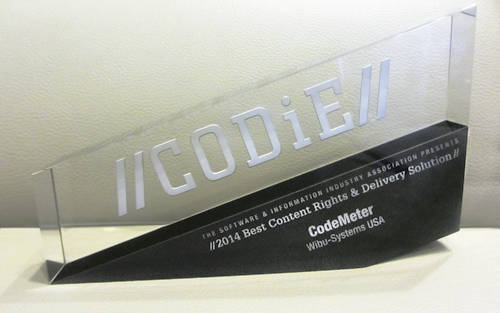 //CODiE//
THE SOFTWARE & INFORMATION INDUSTRY ASSOCIATION PRESENTS
//2014 Best Content Rights & Delivery Solution//
CodeMeter
Wibu-Systems USA